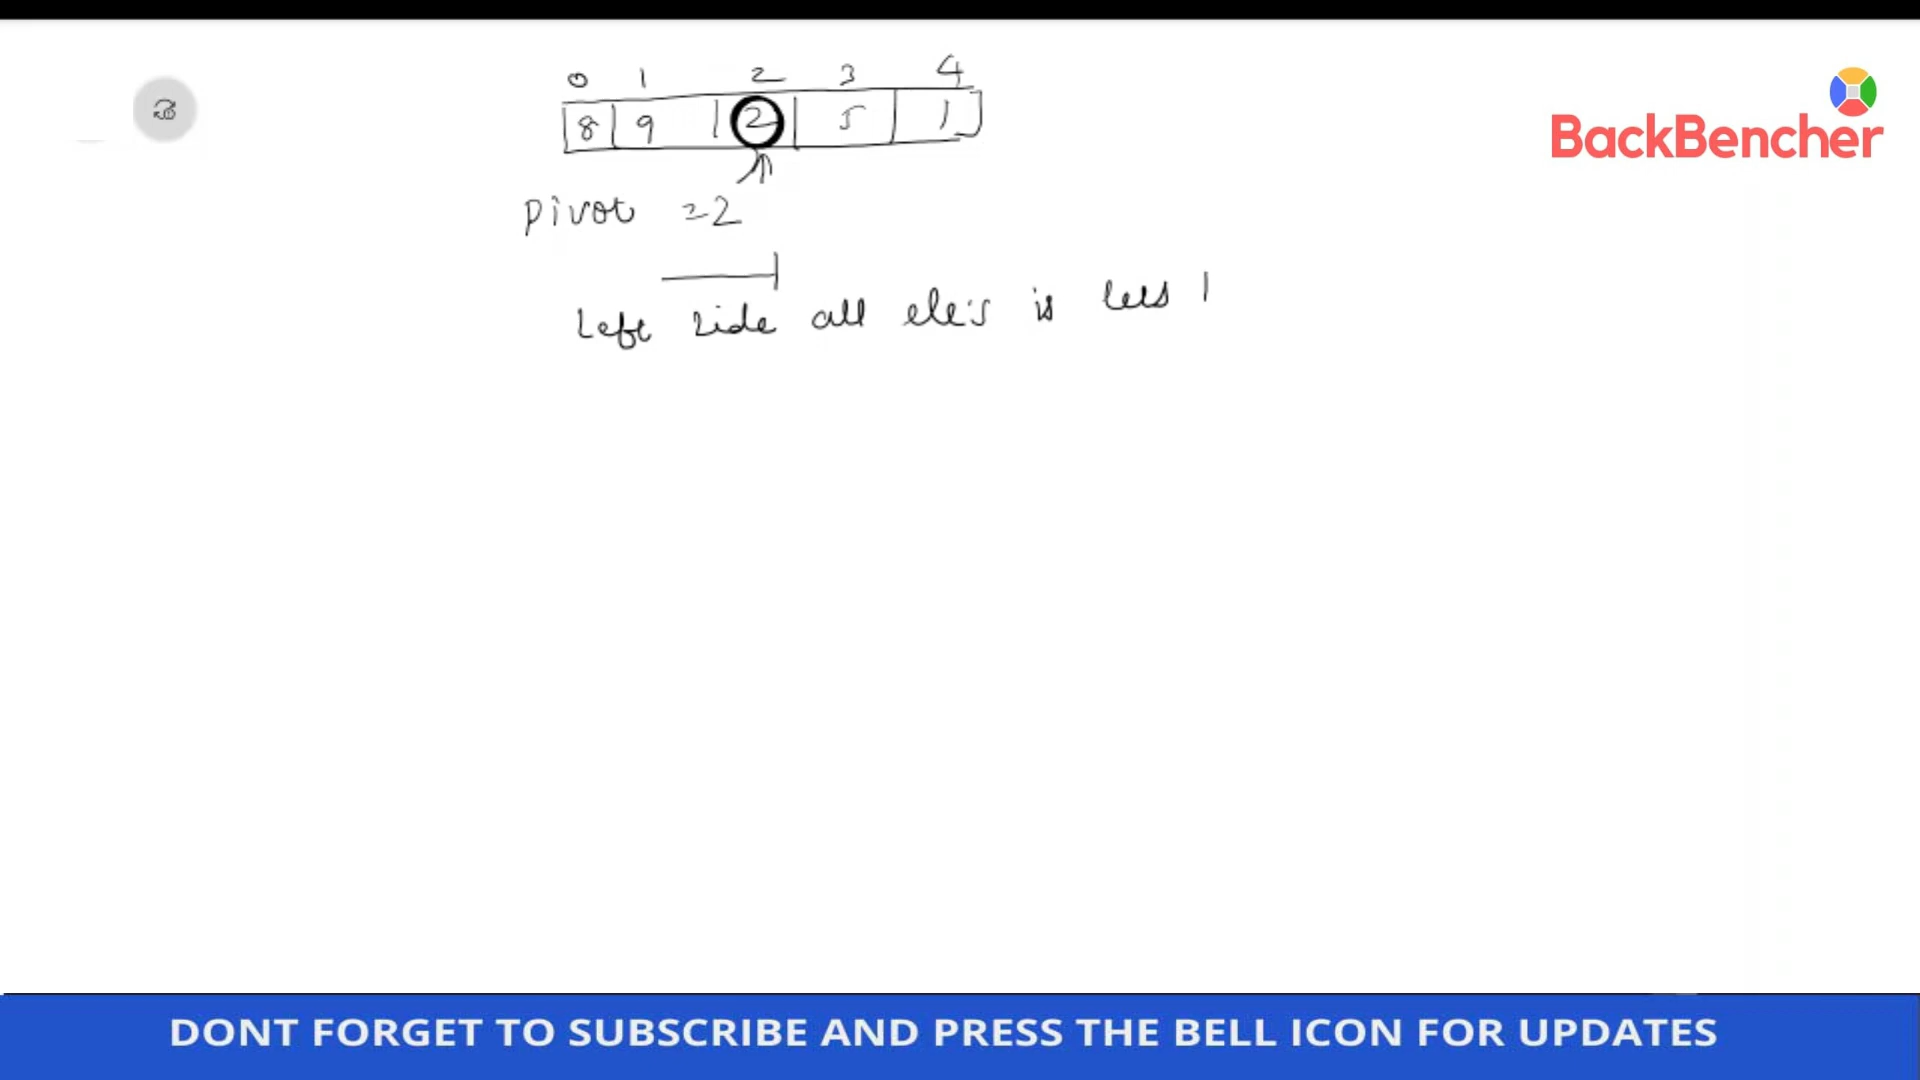 0 1 2 3 4
8 9 2 5 1
BackBencher
pivot =2
Left side all ele's is less
DONT FORGET TO SUBSCRIBE AND PRESS THE BELL ICON FOR UPDATES